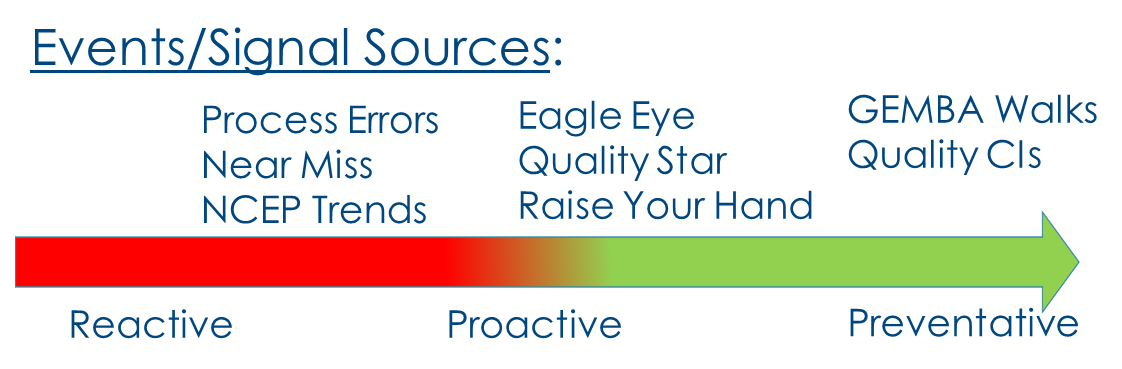 Events/Signal Sources:
Process Errors
Near Miss
NCEP Trends
Eagle Eye
Quality Star
Raise Your Hand
GEMBA Walks
Quality CIs
Reactive
Proactive
Preventative